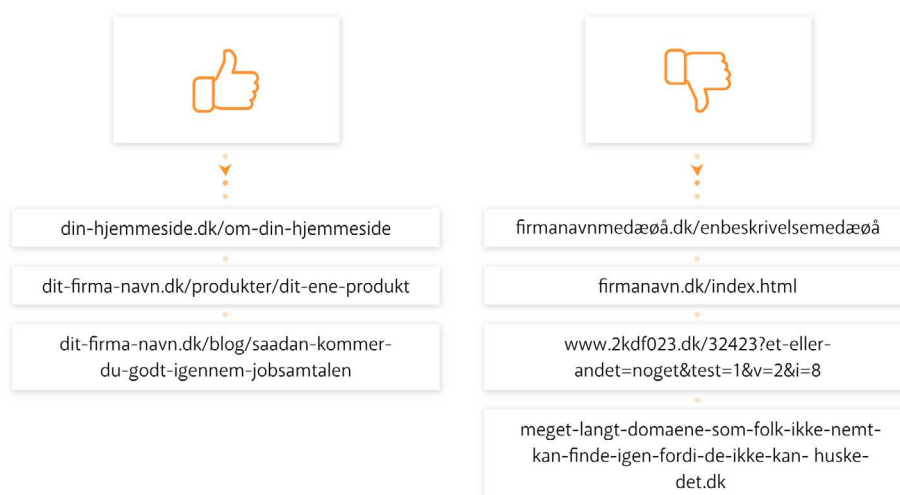 din-hjemmeside.dk/om-din-hjemmeside
dit-firma-navn.dk/produkter/dit-ene-produkt
dit-firma-navn.dk/blog/saadan-kommer-
du-godt-igennem-jobsamtalen
firmanavnmedæøå.dk/enbeskrivelsemedæøå
firmanavn.dk/index.html
www.2kdf023.dk/32423?et-eller-
andet=noget&test=1&v=2&i=8
meget-langt-domaene-som-folk-ikke-nemt-
kan-finde-igen-fordi-de-ikke-kan- huske-
det.dk